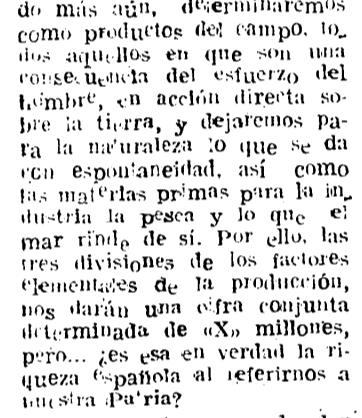 do más aún, determinaremos
como productos del campo, to-
dos aquellos en que son una
consecuencia del esfuerzo del
hombre, en acción directa so-
bre la tierra, y dejaremos pa-
ra la naturaleza lo que se da
con espontaneidad, así como
las materias primas para la in-
dustria la pesca y lo que el
mar rinde de sí. Por ello, las
tres divisiones de los factores
elementales de la producción,
nos darán una cifra conjunta
determinada de «X» millones,
pero... ¿es esa en verdad la ri-
queza española al referirnos a
nuestra Patria?